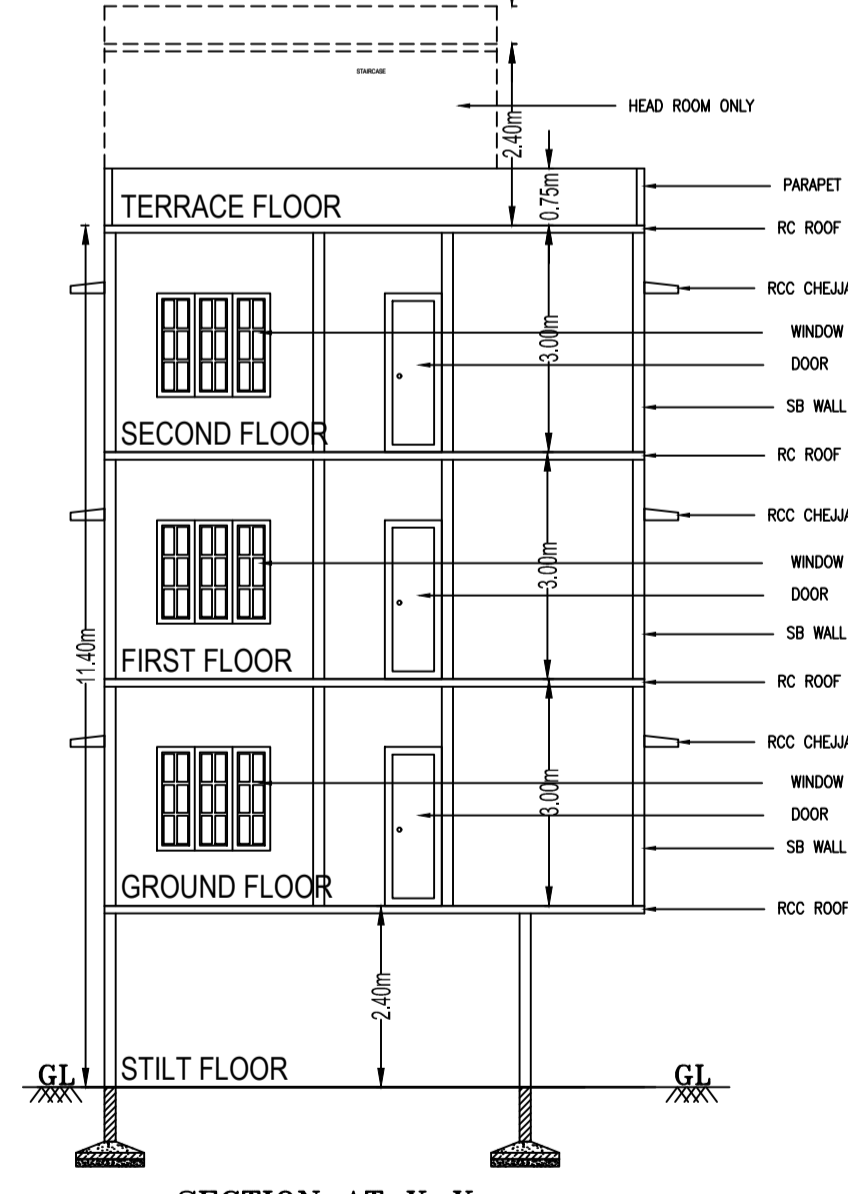 STAIRCASE
HEAD ROOM ONLY
2.40m
0.75m
PARAPET
TERRACE FLOOR
RC ROOF
RCC CHEJJA
WINDOW
3.00m
DOOR
SB WALL
SECOND FLOOR
RC ROOF
RCC CHEJJA
WINDOW
3.00m
DOOR
SB WALL
11.40m
FIRST FLOOR
RC ROOF
RCC CHEJJA
WINDOW
3.00m
DOOR
SB WALL
GROUND FLOOR
RCC ROOF
2.40m
STILT FLOOR
GL
GL
SECTION AT